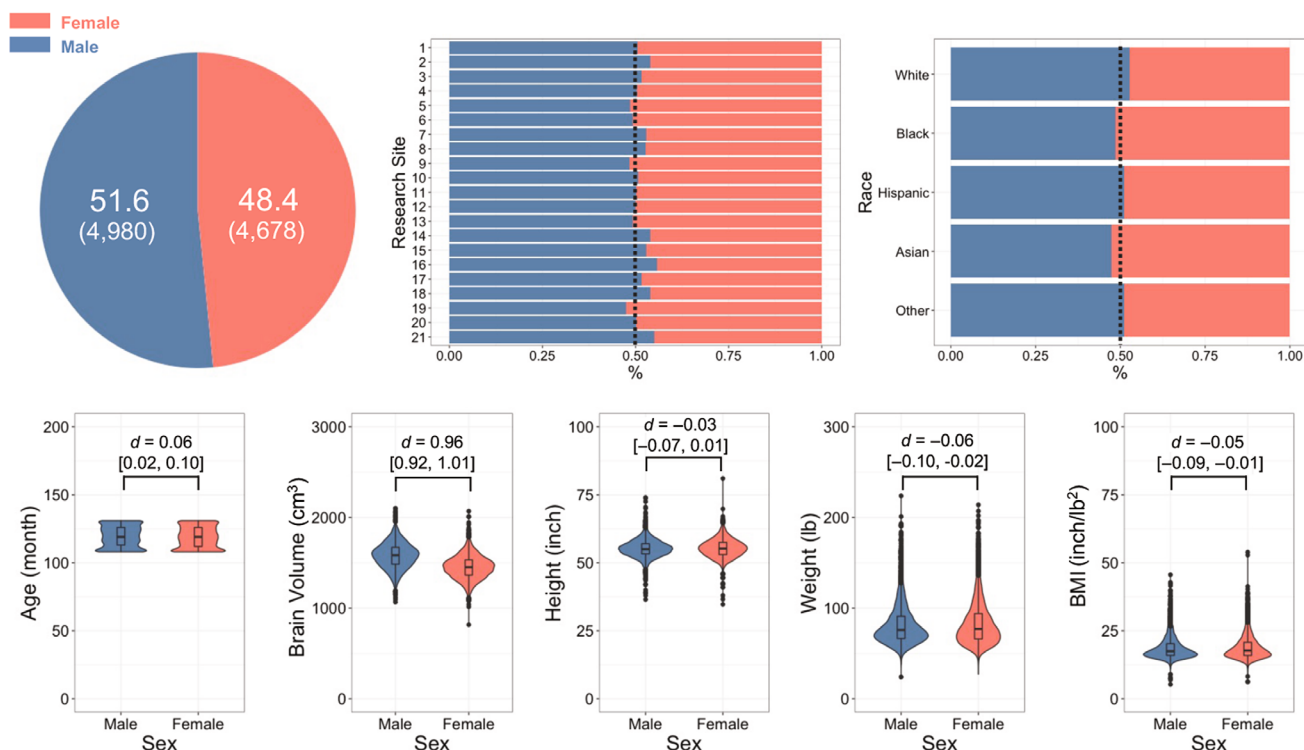 Female
Male
51.6
(4,980)
48.4
(4,678)
Research Site
1
2
3
4
5
6
7
8
9
10
11
12
13
14
15
16
17
18
19
20
21
0.00 0.25 0.50 0.75 1.00
%
Race
White
Black
Hispanic
Asian
Other
0.00 0.25 0.50 0.75 1.00
%
Age (month)
200
150
100
50
0
d = 0.06
[0.02, 0.10]
Male Female
Sex
Brain Volume (cm³)
3000
2000
1000
0
d = 0.96
[0.92, 1.01]
Male Female
Sex
Height (inch)
100
75
50
25
0
d = –0.03
[–0.07, 0.01]
Male Female
Sex
Weight (lb)
300
200
100
0
d = –0.06
[–0.10, -0.02]
Male Female
Sex
BMI (inch/lb²)
100
75
50
25
0
d = –0.05
[–0.09, –0.01]
Male Female
Sex